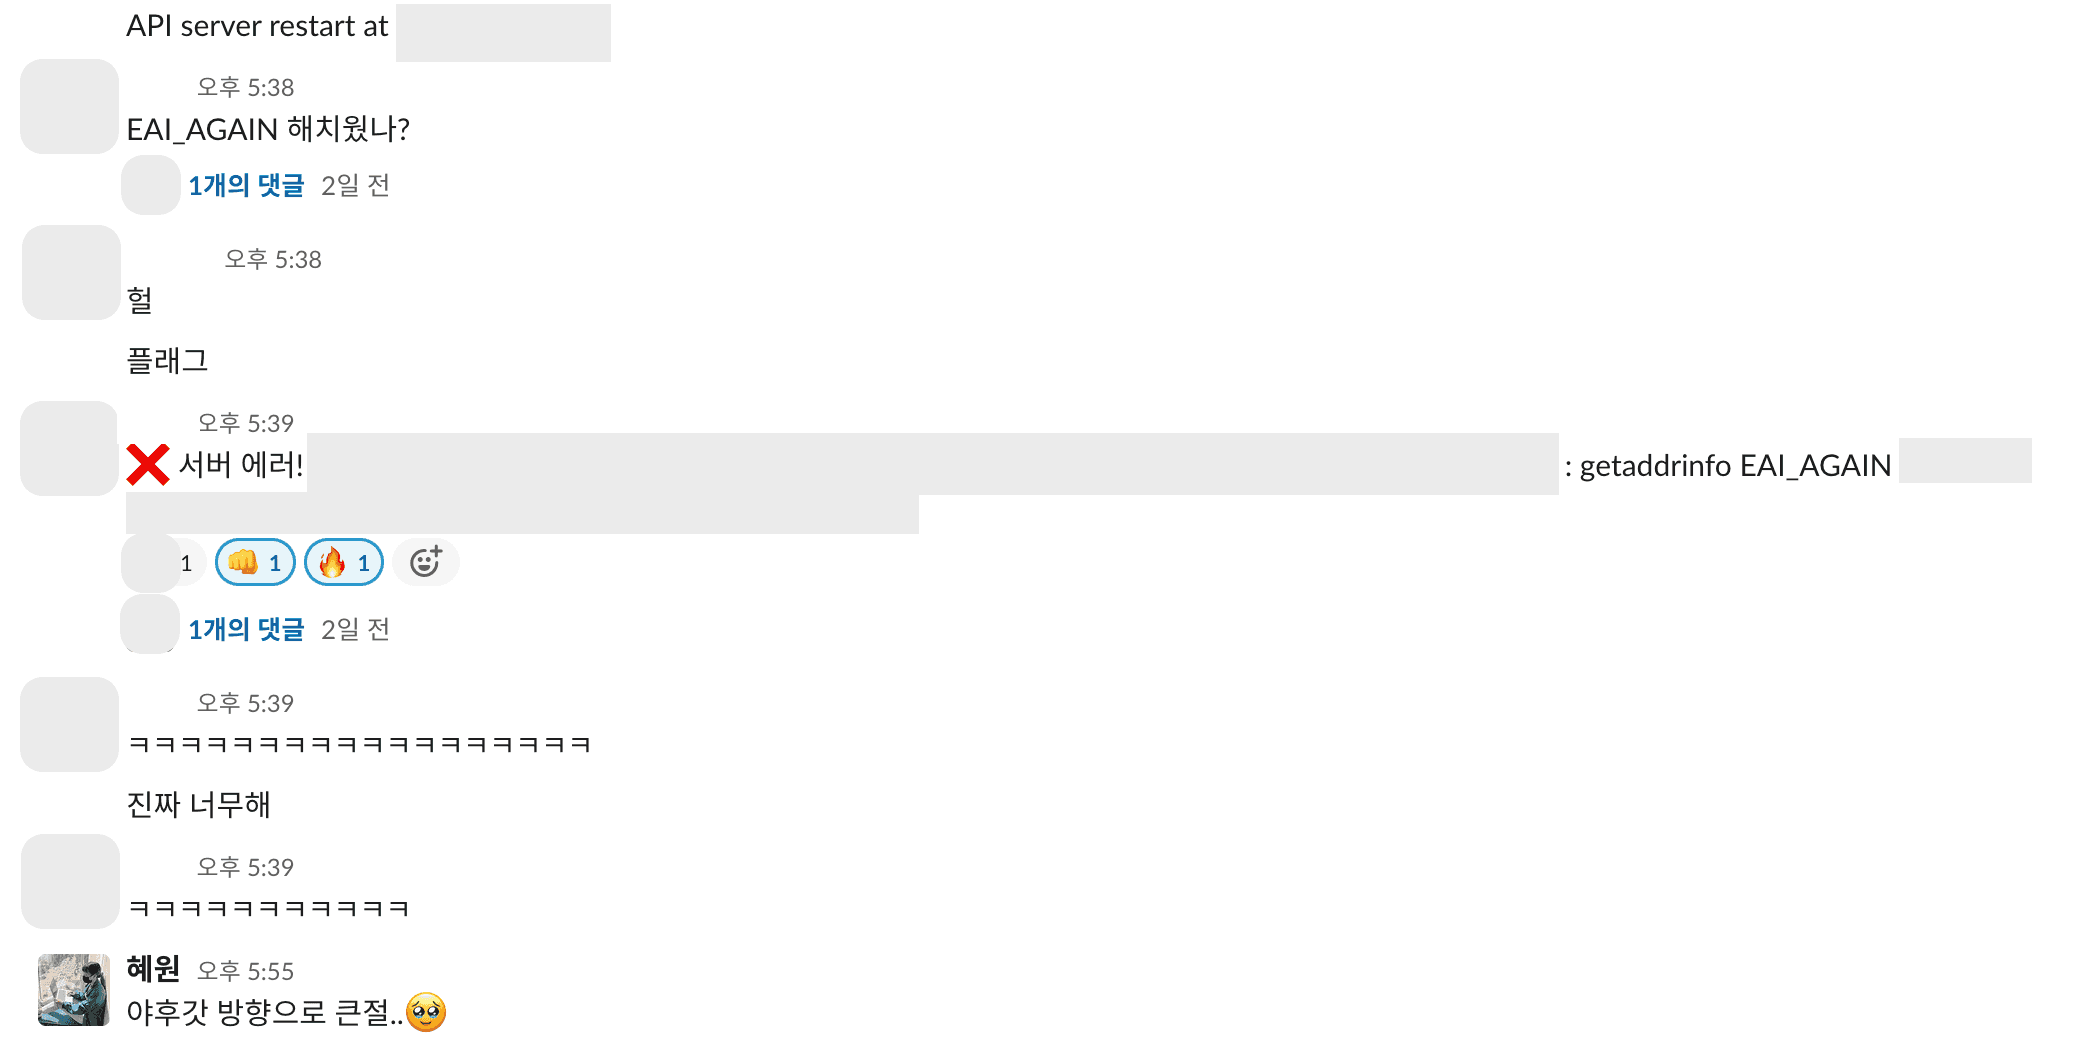 API server restart at
오후 5:38
EAI_AGAIN 해치웠나?
1개의 댓글 2일 전
오후 5:38
헐
플래그
오후 5:39
❌ 서버 에러! : getaddrinfo EAI_AGAIN
1 👊 1 🔥 1
1개의 댓글 2일 전
오후 5:39
ㅋㅋㅋㅋㅋㅋㅋㅋㅋㅋㅋㅋㅋㅋㅋㅋㅋㅋ
진짜 너무해
오후 5:39
ㅋㅋㅋㅋㅋㅋㅋㅋㅋㅋㅋ
혜원 오후 5:55
야후갓 방향으로 큰절..🥹